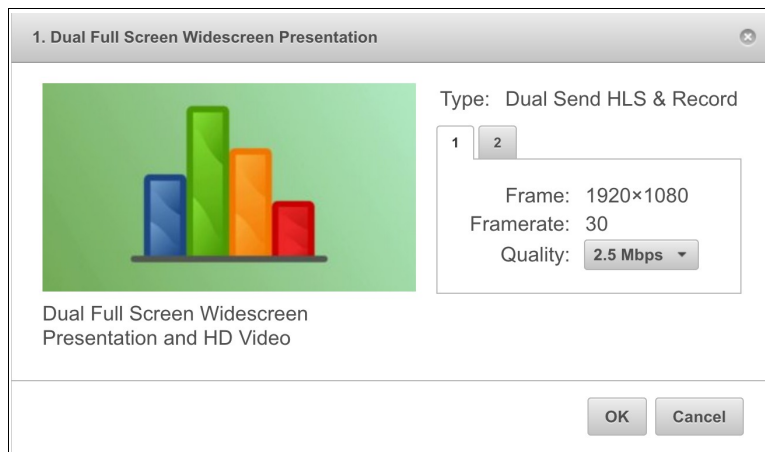 1. Dual Full Screen Widescreen Presentation
Type: Dual Send HLS & Record
1 2
Frame: 1920×1080
Framerate: 30
Quality: 2.5 Mbps
Dual Full Screen Widescreen
Presentation and HD Video
OK Cancel